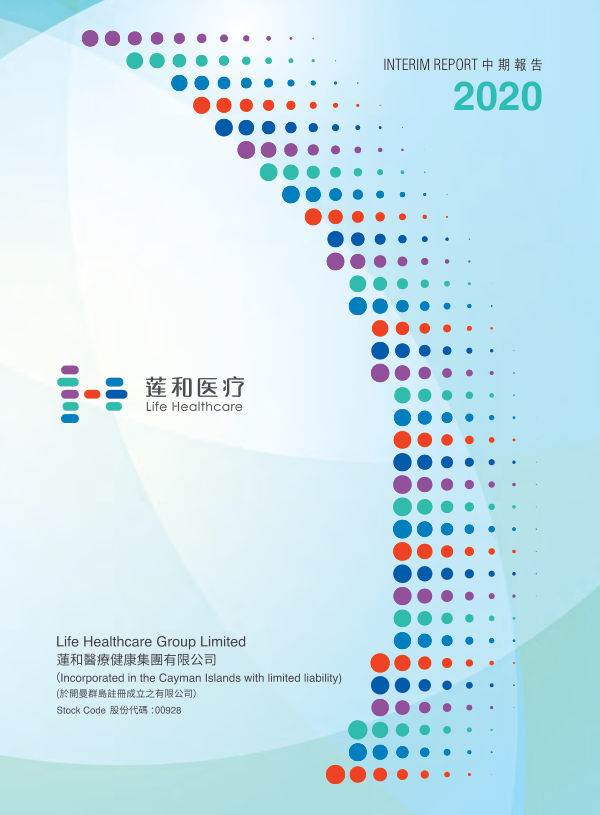 INTERIM REPORT 中期報告
2020
莲和医疗
Life Healthcare
Life Healthcare Group Limited
蓮和醫療健康集團有限公司
(Incorporated in the Cayman Islands with limited liability)
(於開曼群島註冊成立之有限公司)
Stock Code 股份代碼：00928